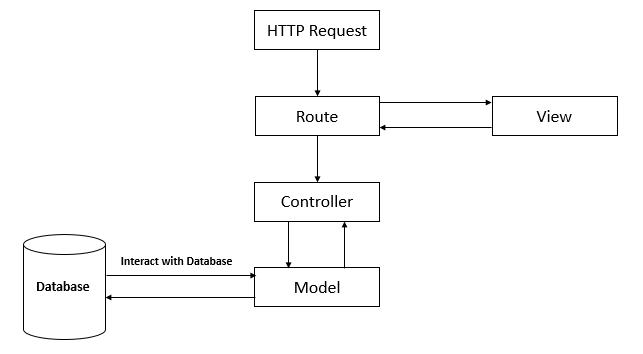 HTTP Request
Route
View
Controller
Interact with Database
Database
Model